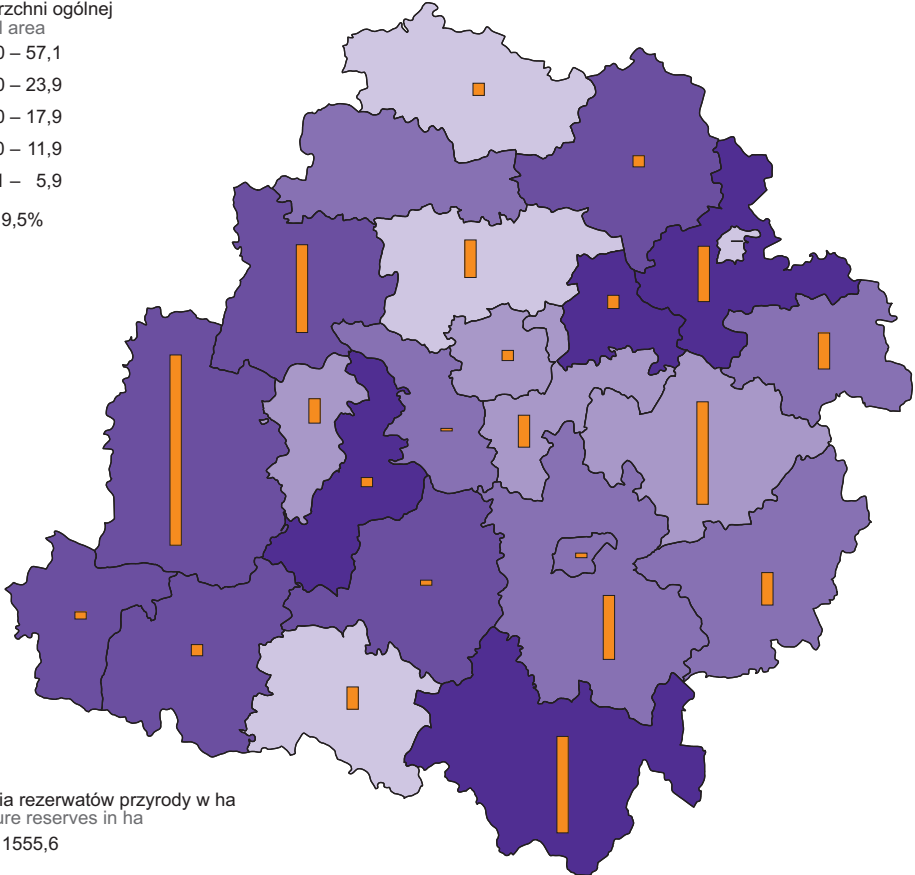 rzchni ogólnej
l area
0 – 57,1
0 – 23,9
0 – 17,9
0 – 11,9
1 – 5,9
9,5%
ia rezerwatów przyrody w ha
ure reserves in ha
1555,6